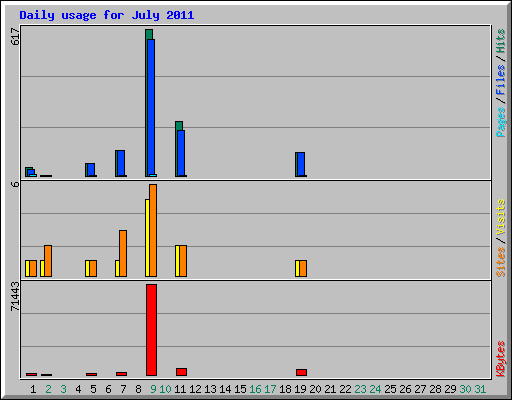 Daily usage for July 2011
617
6
71443
Pages / Files / Hits
Sites / Visits
KBytes
1 2 3 4 5 6 7 8 9 10 11 12 13 14 15 16 17 18 19 20 21 22 23 24 25 26 27 28 29 30 31